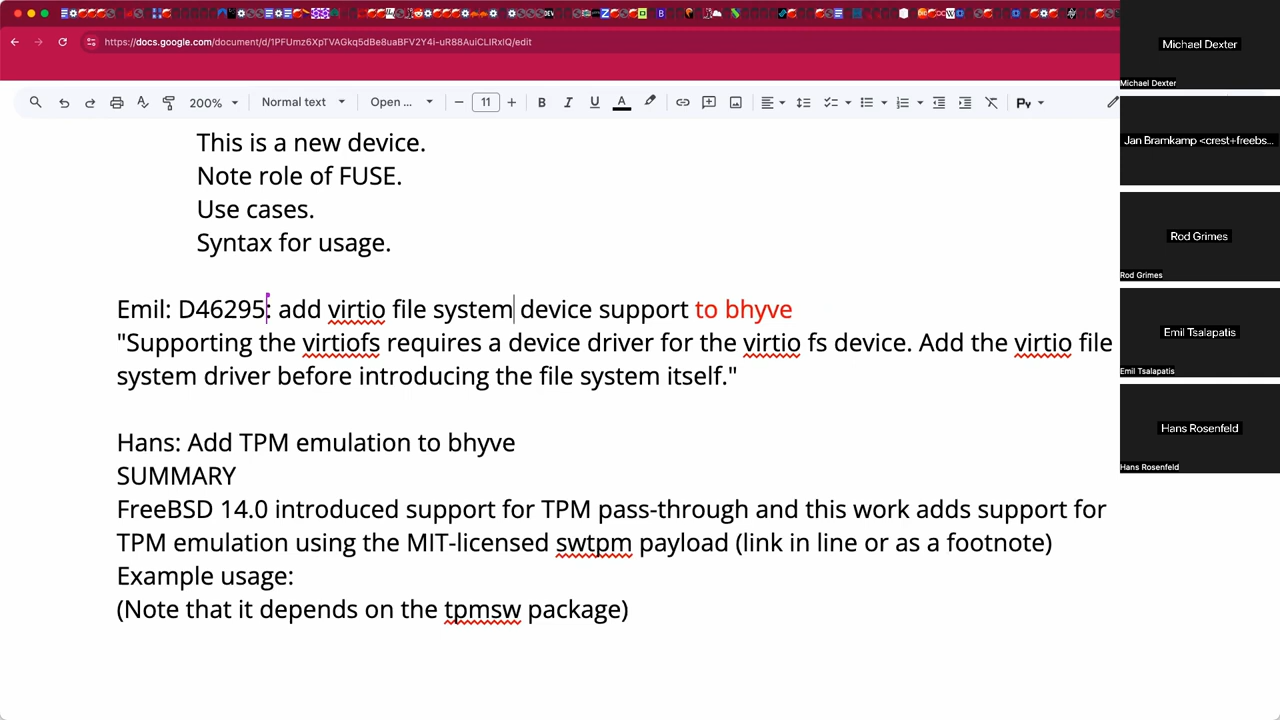 https://docs.google.com/document/d/1PFUmz6XpTVAGkq5dBe8uaBFV2Y4i-uR88AuiCLIRxIQ/edit
200%
Normal text
Open ...
11
This is a new device.
Note role of FUSE.
Use cases.
Syntax for usage.
Emil: D46295: add virtio file system device support to bhyve
"Supporting the virtiofs requires a device driver for the virtio fs device. Add the virtio file
system driver before introducing the file system itself."
Hans: Add TPM emulation to bhyve
SUMMARY
FreeBSD 14.0 introduced support for TPM pass-through and this work adds support for
TPM emulation using the MIT-licensed swtpm payload (link in line or as a footnote)
Example usage:
(Note that it depends on the tpmsw package)
Michael Dexter
Michael Dexter
Jan Bramkamp <crest+freebs...
Rod Grimes
Rod Grimes
Emil Tsalapatis
Emil Tsalapatis
Hans Rosenfeld
Hans Rosenfeld